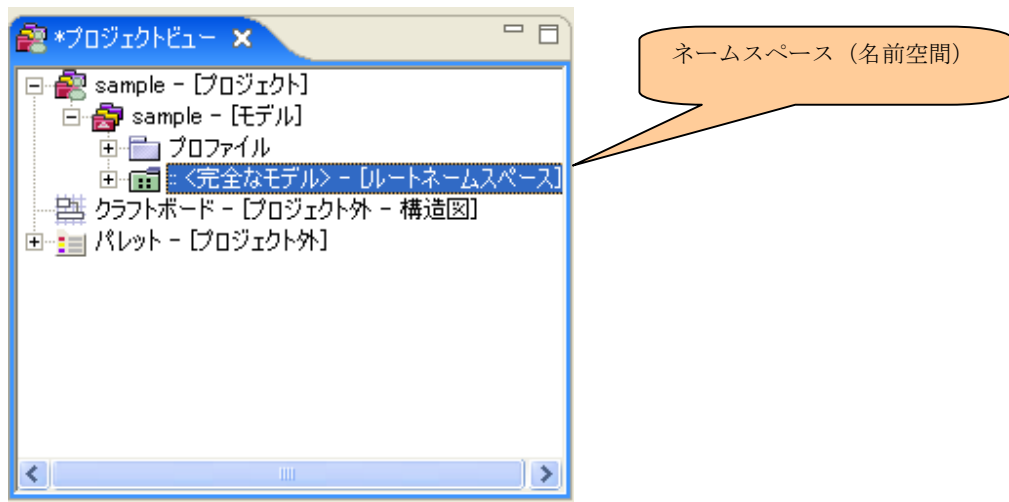 *プロジェクトビュー
ネームスペース（名前空間）
sample - [プロジェクト]
sample - [モデル]
プロファイル
:: <完全なモデル> - [ルートネームスペース]
クラフトボード - [プロジェクト外 - 構造図]
パレット - [プロジェクト外]